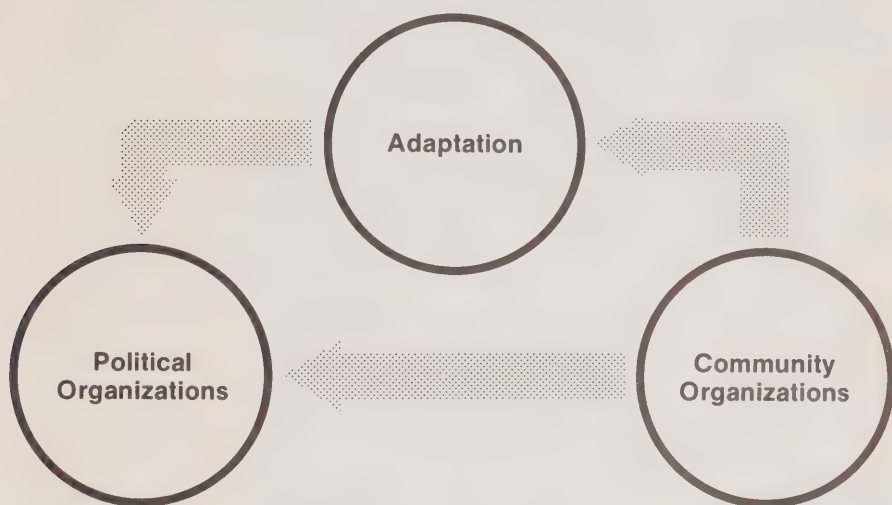 Adaptation
Political
Organizations
Community
Organizations